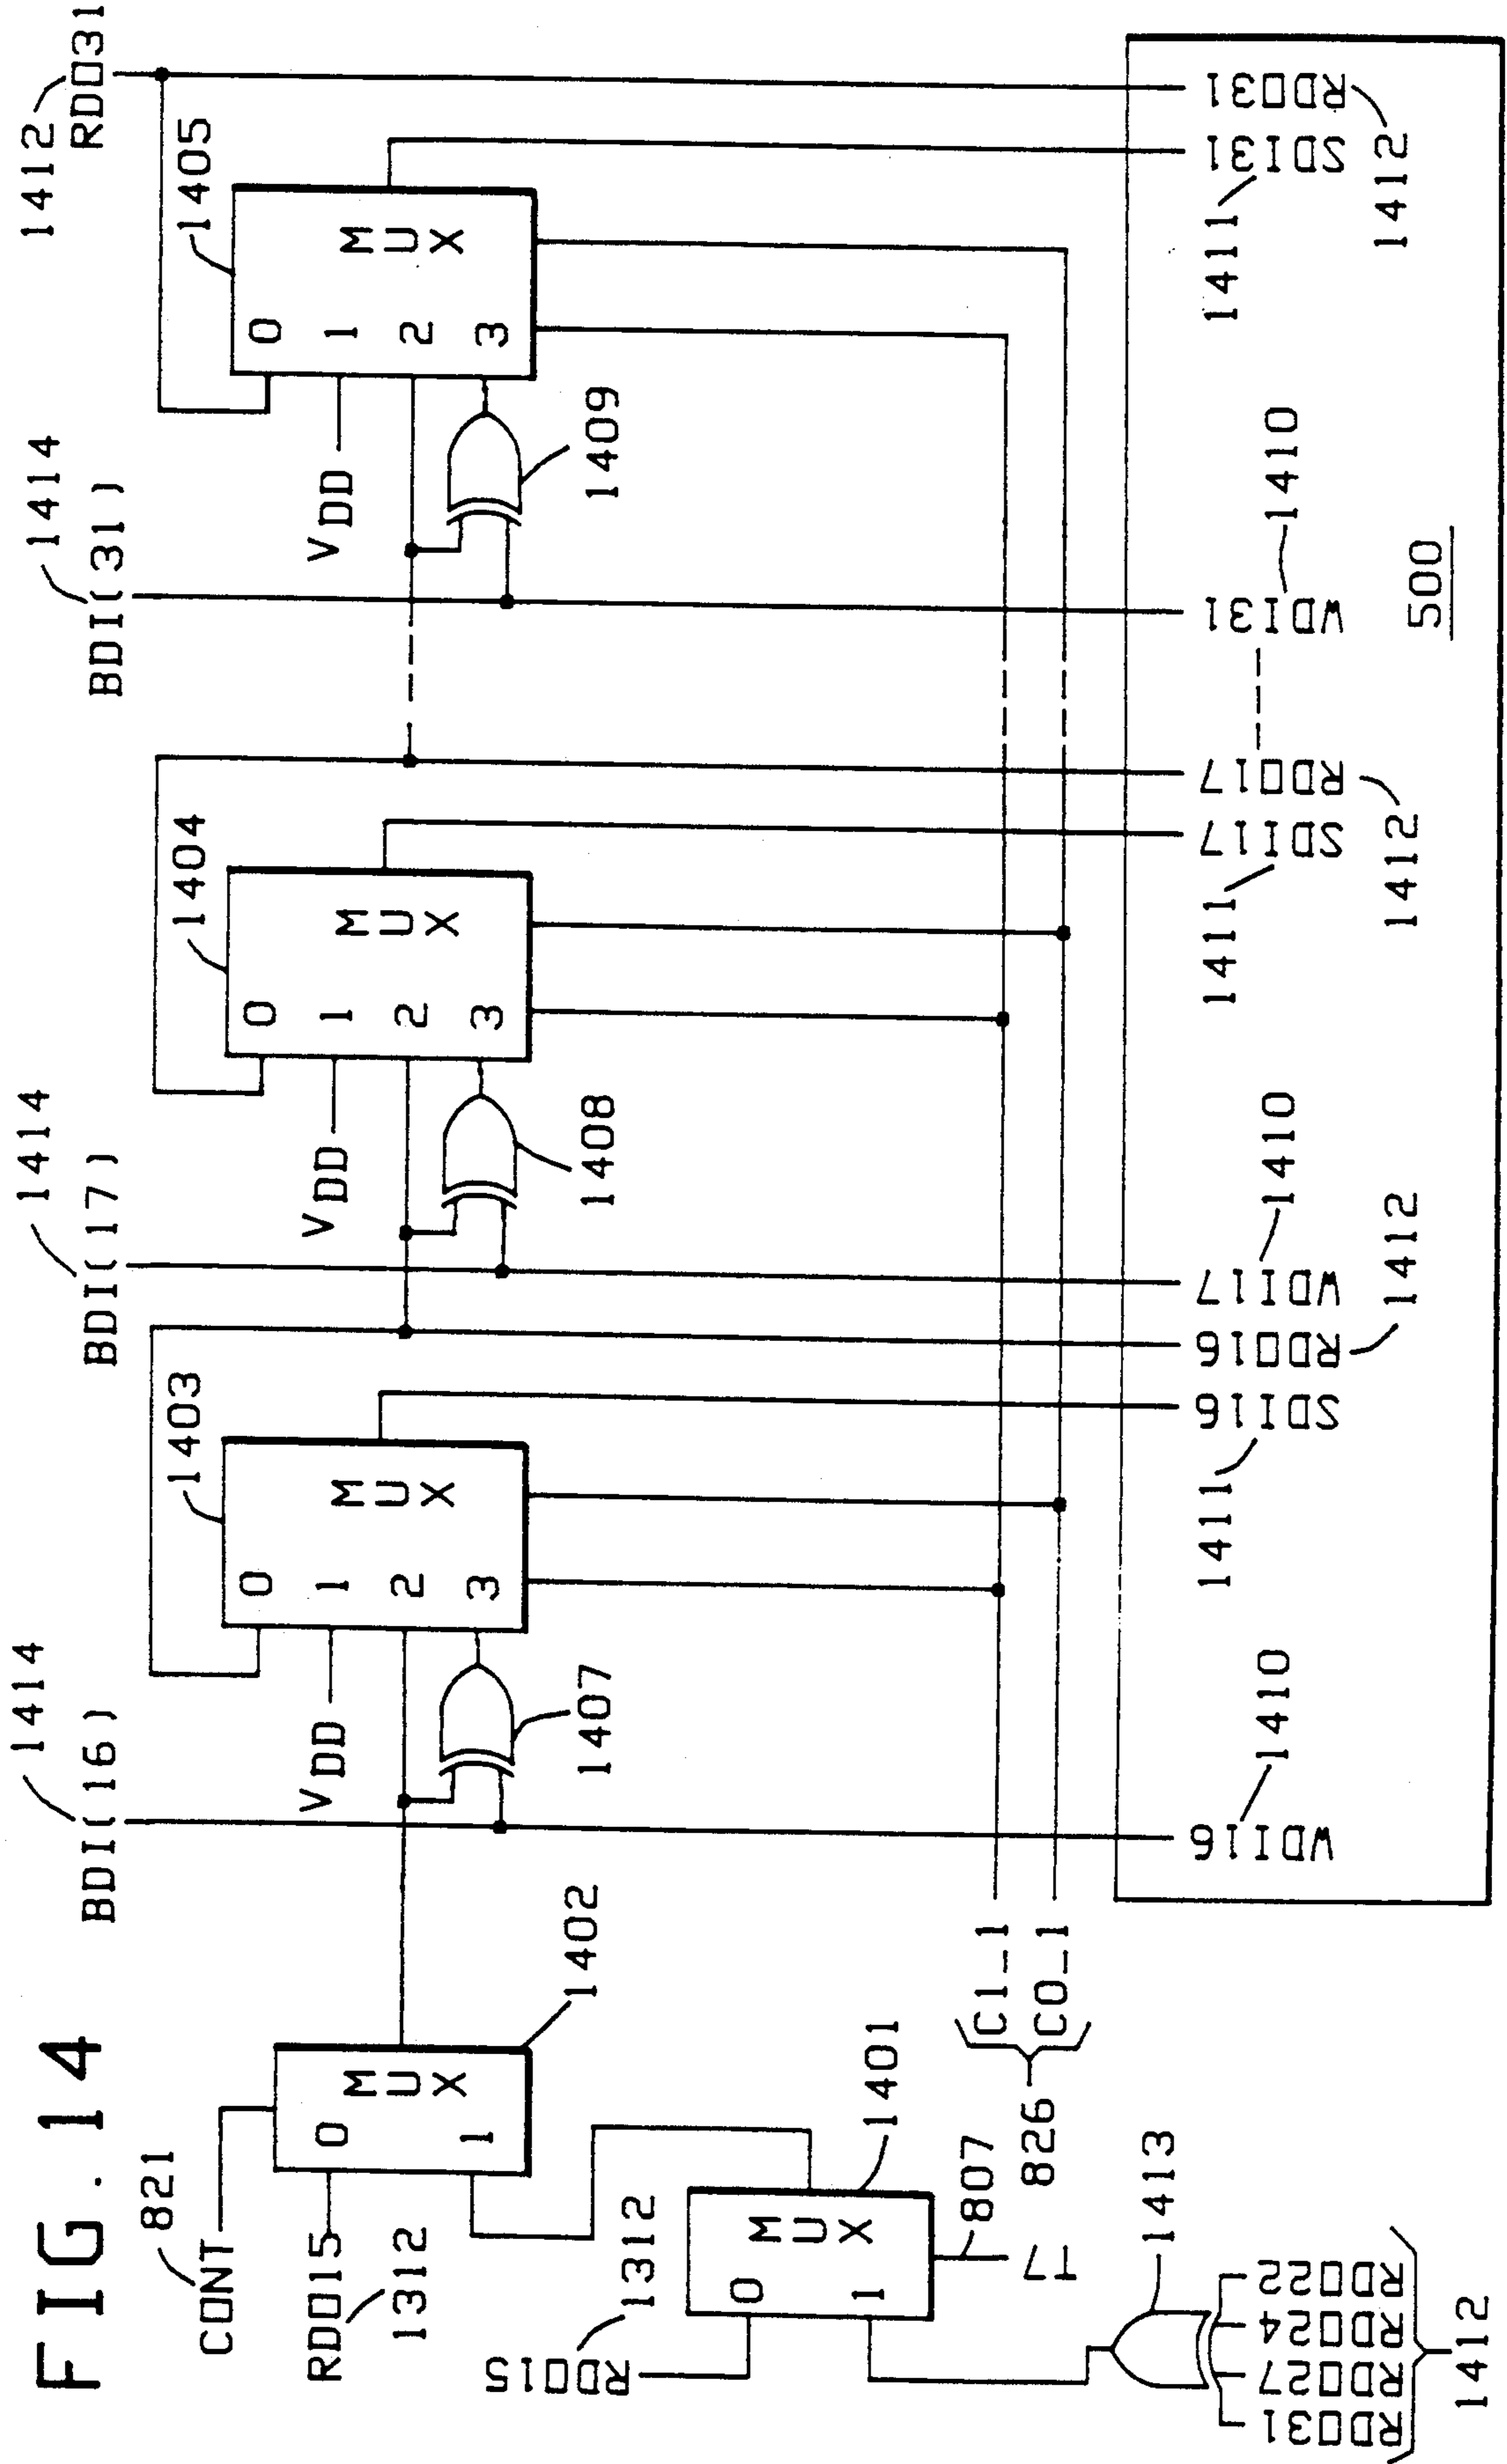 FIG. 14
1414
BDI(16)
1414
BDI(17)
1414
BDI(31)
1412
RDO31
821
CONT
RDO15
1312
0
1
MUX
1402
VDD
0
1
2
3
MUX
1403
1407
VDD
0
1
2
3
MUX
1404
1408
VDD
0
1
2
3
MUX
1405
1409
RDO15
1312
0
1
MUX
1401
T7
807
826
C1_1
C0_1
1413
RDO31
RDO27
RDO24
RDO22
1412
WDI16
1410
SDI16
1411
RDO16
1412
WDI17
1410
SDI17
1411
RDO17
1412
WDI31
1410
SDI31
1411
RDO31
1412
500